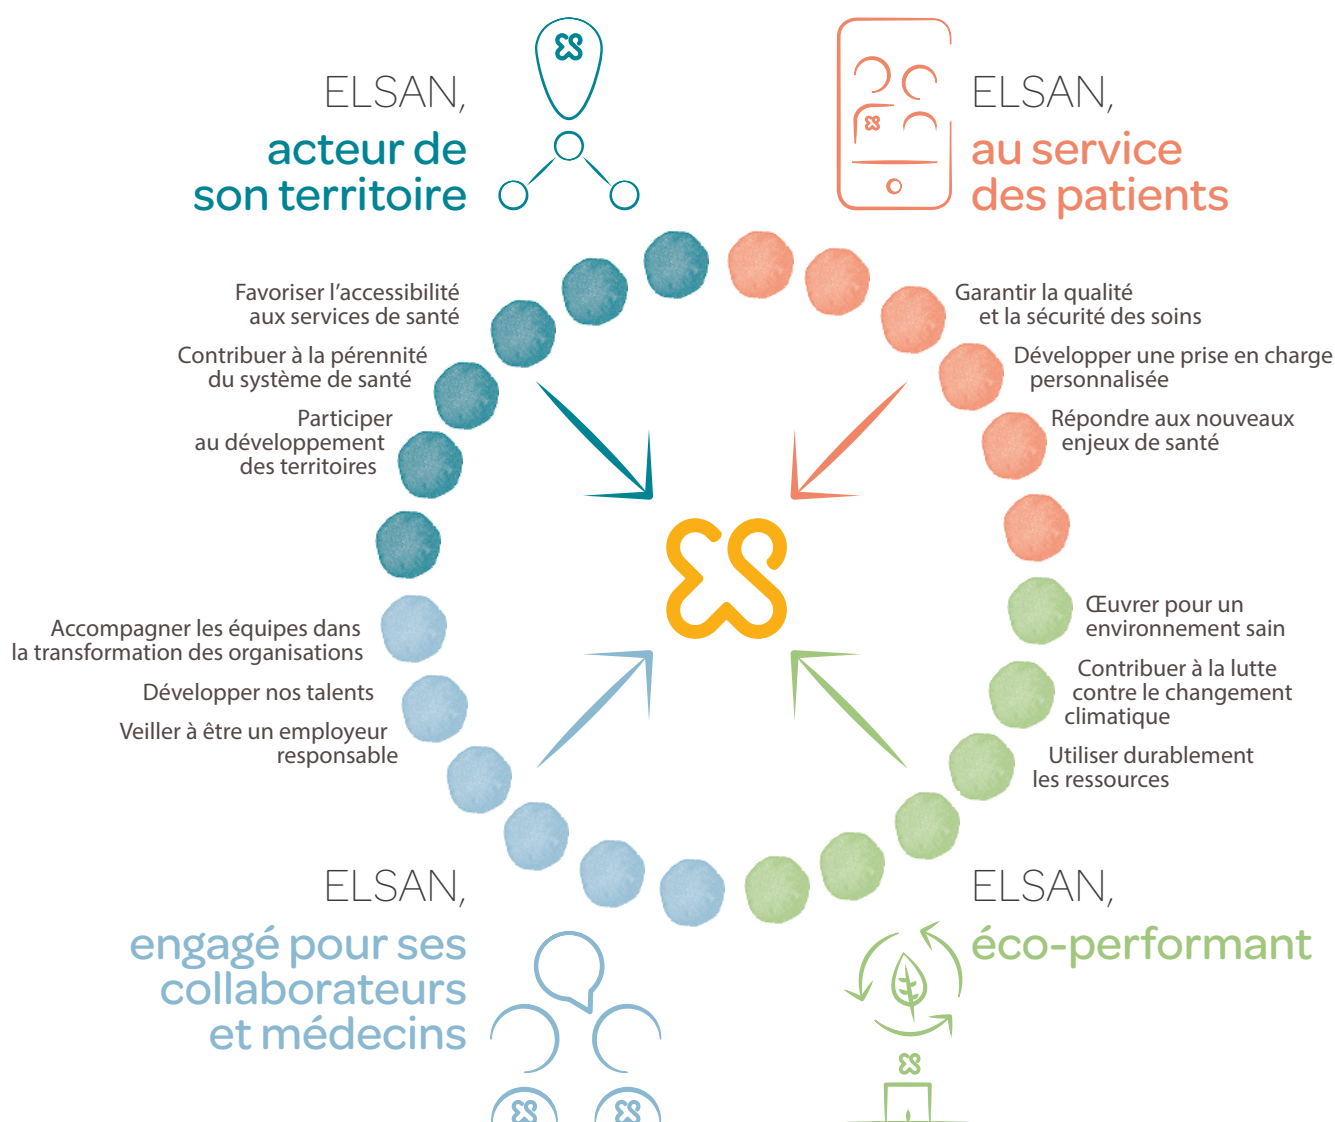 ELSAN,
acteur de
son territoire
Favoriser l’accessibilité
aux services de santé
Contribuer à la pérennité
du système de santé
Participer
au développement
des territoires
ELSAN,
au service
des patients
Garantir la qualité
et la sécurité des soins
Développer une prise en charge
personnalisée
Répondre aux nouveaux
enjeux de santé
Accompagner les équipes dans
la transformation des organisations
Développer nos talents
Veiller à être un employeur
responsable
ELSAN,
engagé pour ses
collaborateurs
et médecins
Œuvrer pour un
environnement sain
Contribuer à la lutte
contre le changement
climatique
Utiliser durablement
les ressources
ELSAN,
éco-performant